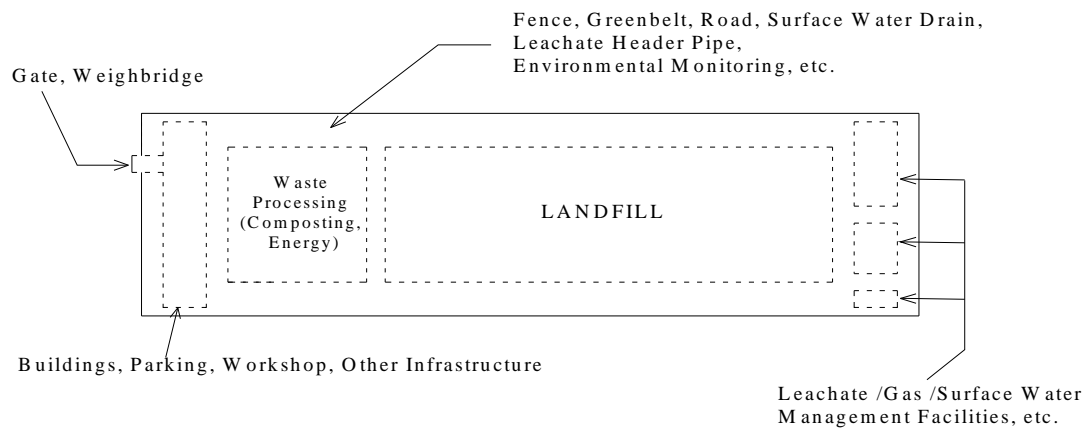 Fence, Greenbelt, Road, Surface Water Drain,
Leachate Header Pipe,
Environmental Monitoring, etc.
Gate, Weighbridge
Waste
Processing
(Composting,
Energy)
LANDFILL
Buildings, Parking, Workshop, Other Infrastructure
Leachate /Gas /Surface Water
Management Facilities, etc.